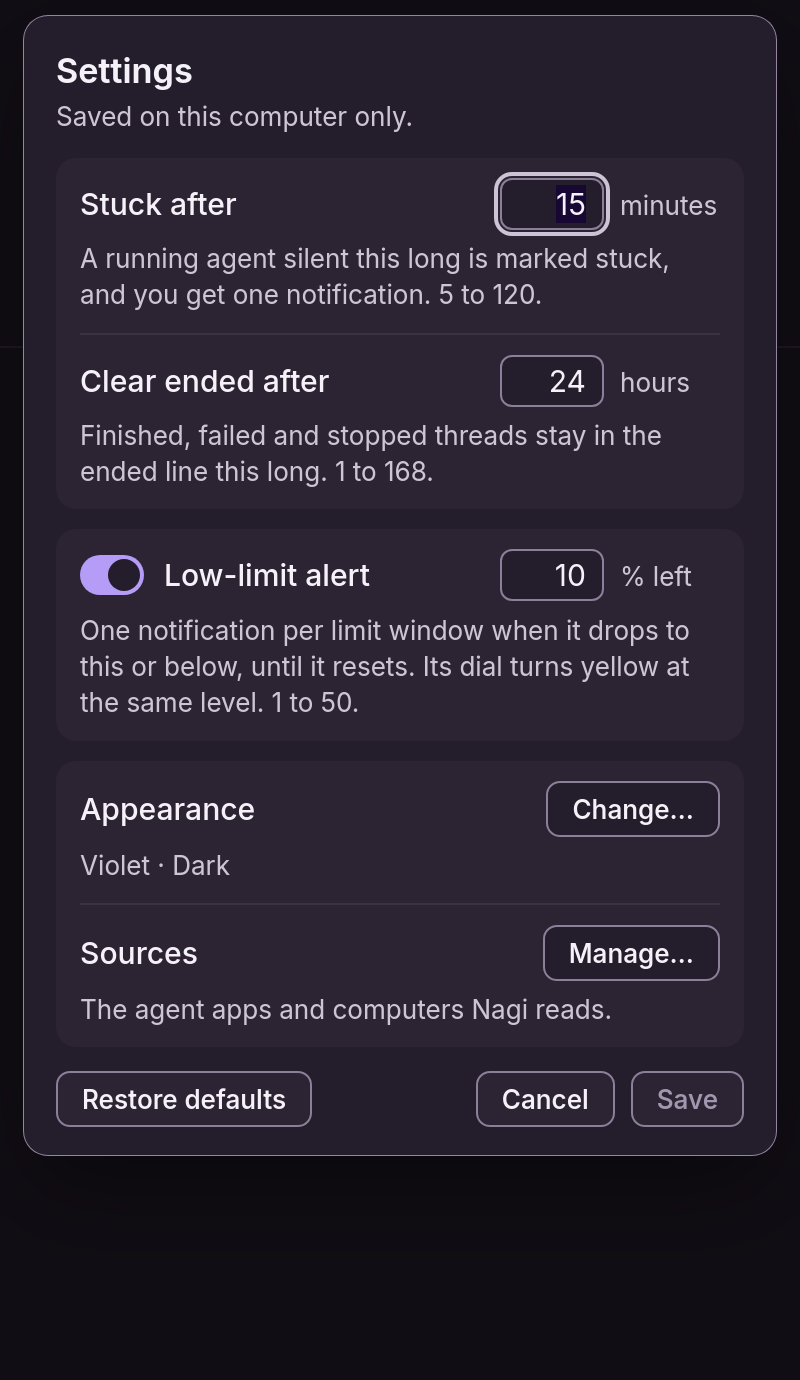 Settings
Saved on this computer only.
Stuck after 15 minutes
A running agent silent this long is marked stuck,
and you get one notification. 5 to 120.
Clear ended after 24 hours
Finished, failed and stopped threads stay in the
ended line this long. 1 to 168.
Low-limit alert 10 % left
One notification per limit window when it drops to
this or below, until it resets. Its dial turns yellow at
the same level. 1 to 50.
Appearance Change...
Violet · Dark
Sources Manage...
The agent apps and computers Nagi reads.
Restore defaults Cancel Save